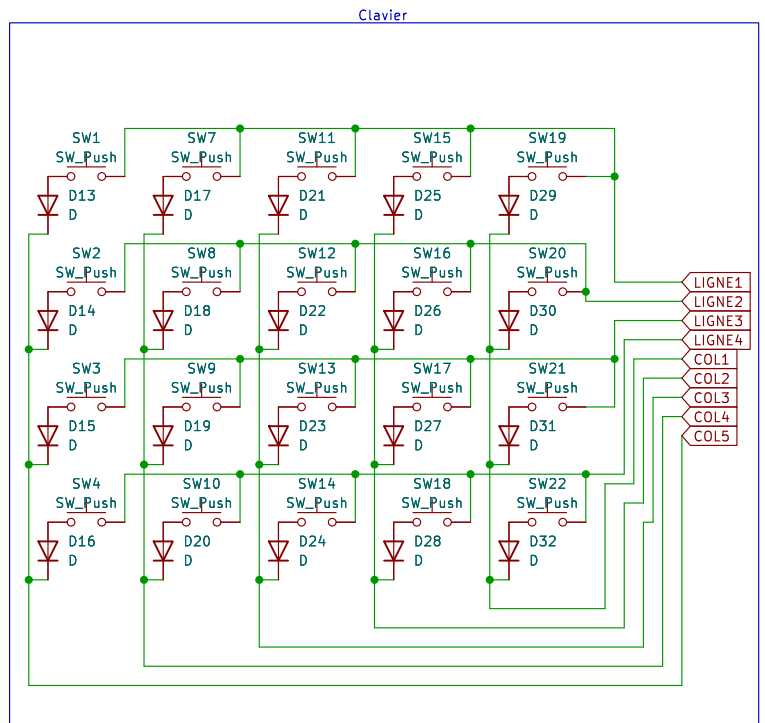 Clavier
SW1 SW7 SW11 SW15 SW19
SW_Push SW_Push SW_Push SW_Push SW_Push
D13 D17 D21 D25 D29
D D D D D
SW2 SW8 SW12 SW16 SW20
SW_Push SW_Push SW_Push SW_Push SW_Push
LIGNE1
LIGNE2
D14 D18 D22 D26 D30
D D D D D
LIGNE3
LIGNE4
COL1
SW3 SW9 SW13 SW17 SW21
COL2
SW_Push SW_Push SW_Push SW_Push SW_Push
COL3
COL4
D15 D19 D23 D27 D31
COL5
D D D D D
SW4 SW10 SW14 SW18 SW22
SW_Push SW_Push SW_Push SW_Push SW_Push
D16 D20 D24 D28 D32
D D D D D